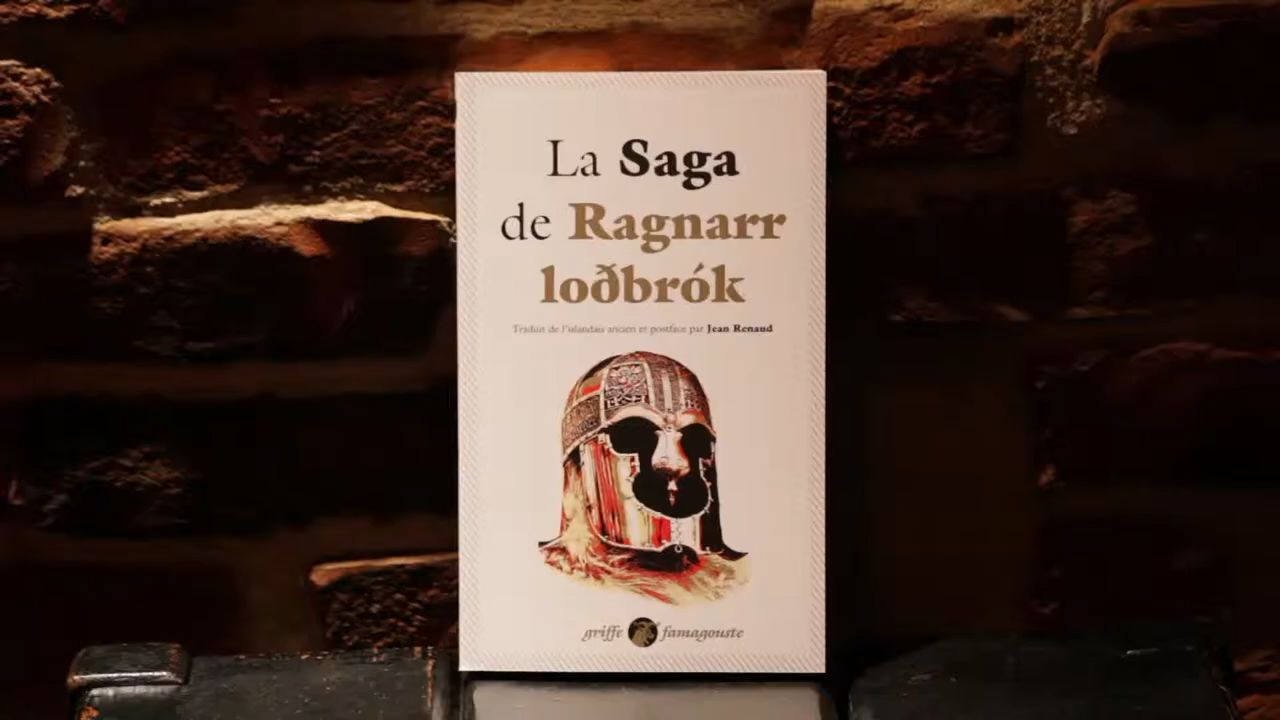 La Saga
de Ragnarr
loðbrók
Traduit de l'islandais ancien et postface par Jean Renaud
griffe famagouste